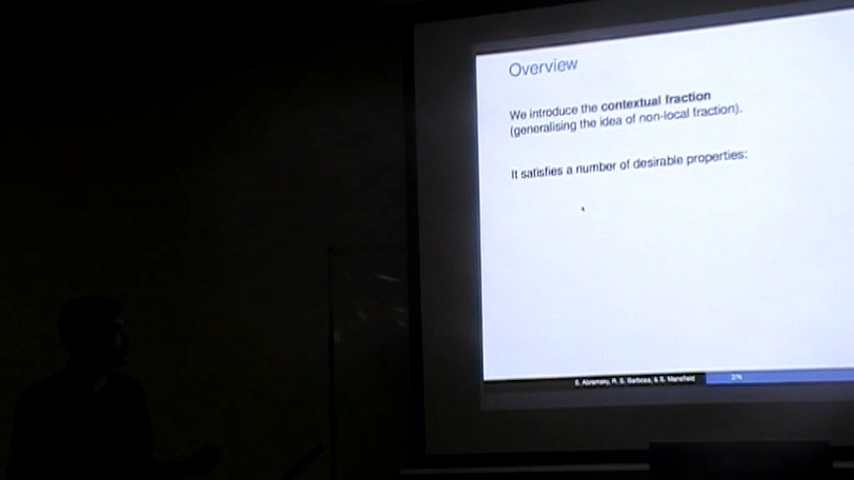 Overview
We introduce the contextual fraction
(generalising the idea of non-local fraction).
It satisfies a number of desirable properties:
S. Abramsky, R. S. Barbosa, & S. Mansfield